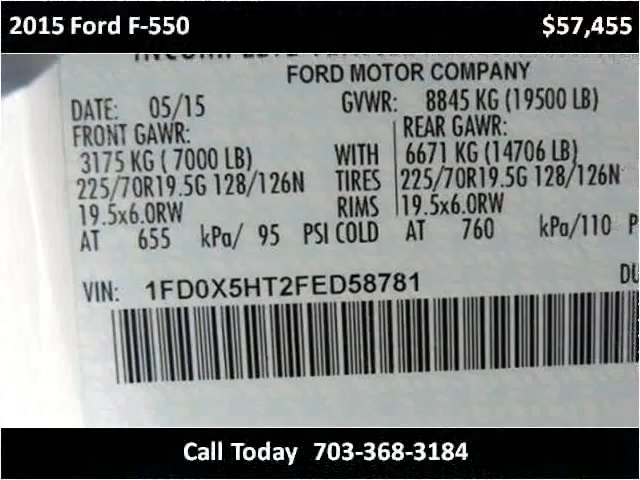 2015 Ford F-550 $57,455
FORD MOTOR COMPANY
DATE: 05/15 GVWR: 8845 KG (19500 LB)
FRONT GAWR: REAR GAWR:
3175 KG ( 7000 LB) WITH 6671 KG (14706 LB)
225/70R19.5G 128/126N TIRES 225/70R19.5G 128/126N
19.5x6.0RW RIMS 19.5x6.0RW
AT 655 kPa/ 95 PSI COLD AT 760 kPa/110 P
VIN: 1FD0X5HT2FED58781 DU
Call Today 703-368-3184